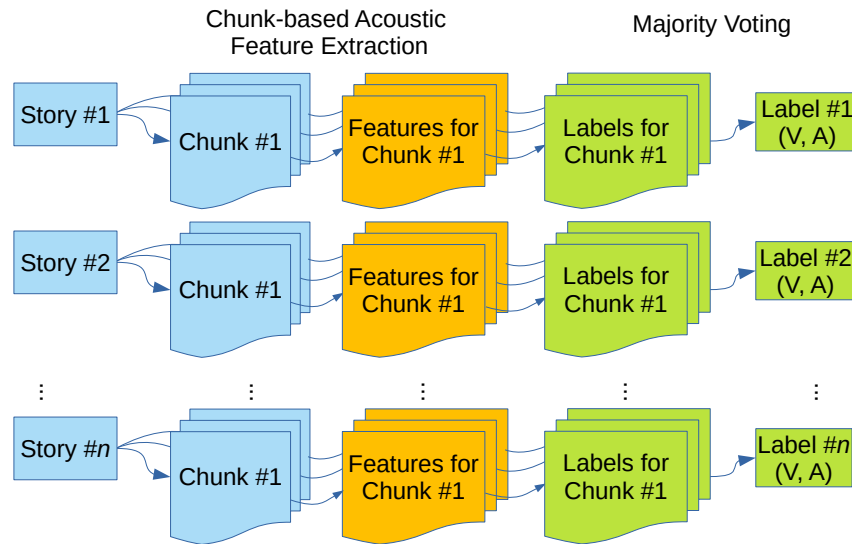 Chunk-based Acoustic
Feature Extraction
Majority Voting
Story #1
Chunk #1
Features for
Chunk #1
Labels for
Chunk #1
Label #1
(V, A)
Story #2
Chunk #1
Features for
Chunk #1
Labels for
Chunk #1
Label #2
(V, A)
... ... ... ... ...
Story #n
Chunk #1
Features for
Chunk #1
Labels for
Chunk #1
Label #n
(V, A)